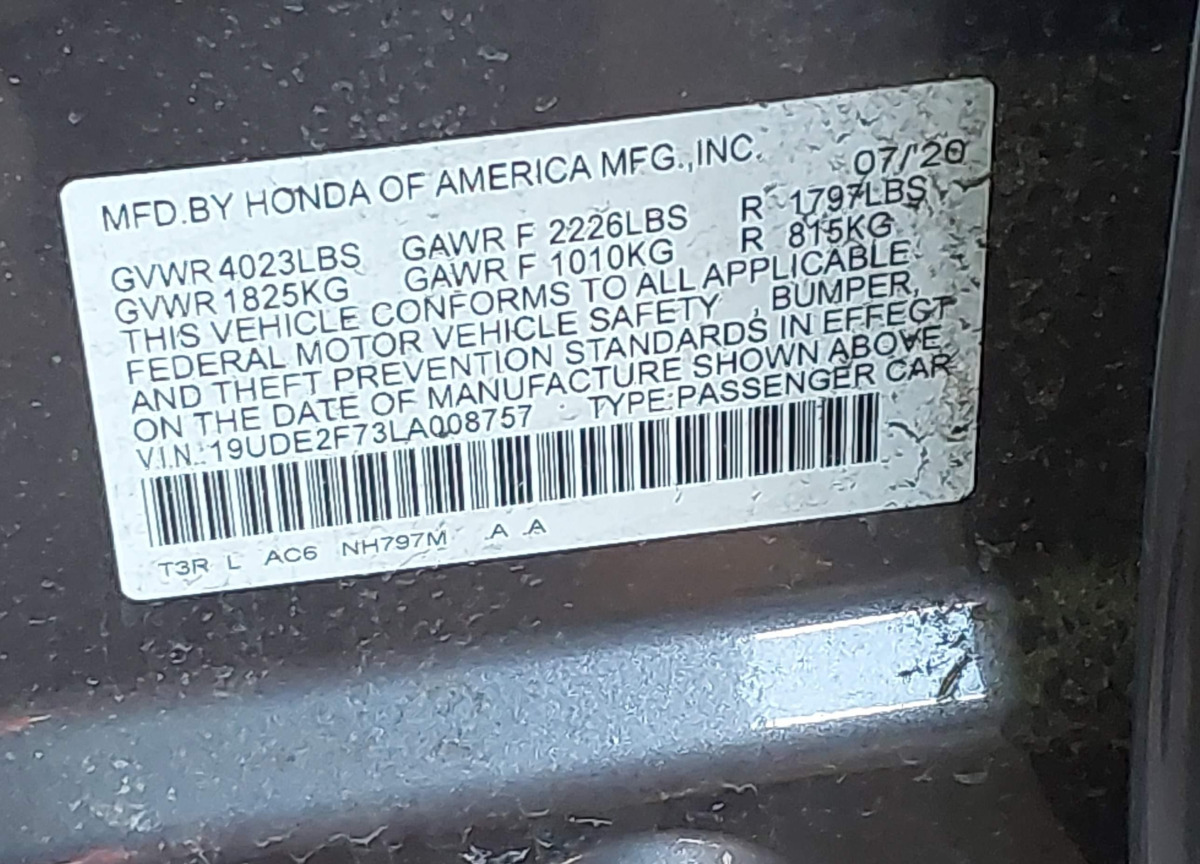 MFD.BY HONDA OF AMERICA MFG.,INC. 07/'20
GVWR 4023LBS GAWR F 2226LBS R 1797LBS
GVWR 1825KG GAWR F 1010KG R 815KG
THIS VEHICLE CONFORMS TO ALL APPLICABLE
FEDERAL MOTOR VEHICLE SAFETY , BUMPER,
AND THEFT PREVENTION STANDARDS IN EFFECT
ON THE DATE OF MANUFACTURE SHOWN ABOVE.
V.I.N.: 19UDE2F73LA008757 TYPE:PASSENGER CAR
T3R L AC6 NH797M A A